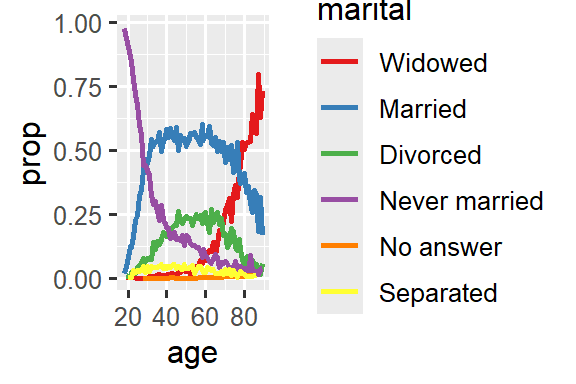 marital
Widowed
Married
Divorced
Never married
No answer
Separated
1.00
0.75
0.50
0.25
0.00
prop
20 40 60 80
age